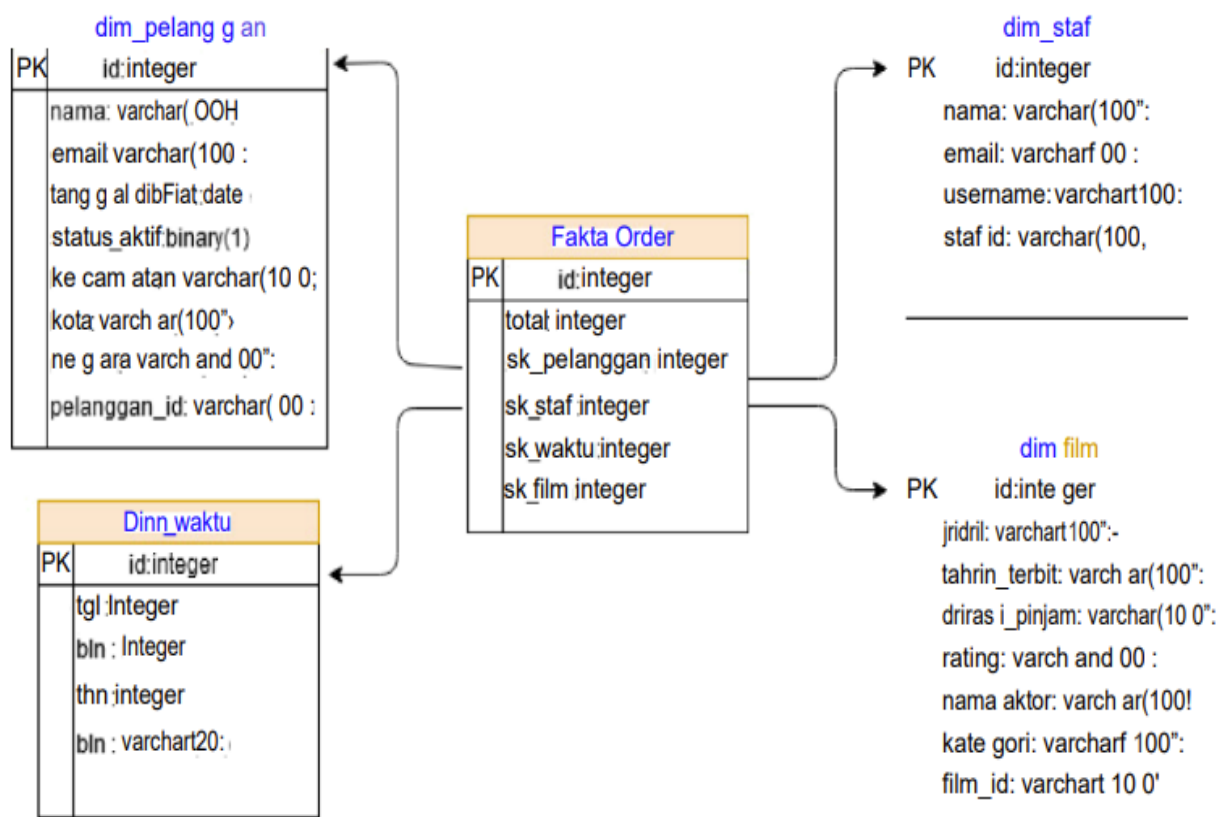 dim_pelang g an
PK id:integer
nama: varchar( OOH
email varchar(100 :
tang g al dibFiat:date
status_aktif:binary(1)
ke cam atan varchar(10 0;
kota varch ar(100”›
ne g ara varch and 00”:
pelanggan_id: varchar( 00 :
Dinn_waktu
PK id:integer
tgl :Integer
bln : Integer
thn :integer
bln : varchart20:
Fakta Order
PK id:integer
total integer
sk_pelanggan integer
sk_staf :integer
sk_waktu:integer
sk_film integer
dim_staf
PK id:integer
nama: varchar(100”:
email: varcharf 00 :
username:varchart100:
staf id: varchar(100,
dim film
PK id:inte ger
jridril: varchart100”:-
tahrin_terbit: varch ar(100”:
driras i_pinjam: varchar(10 0”:
rating: varch and 00 :
nama aktor: varch ar(100!
kate gori: varcharf 100”:
film_id: varchart 10 0'